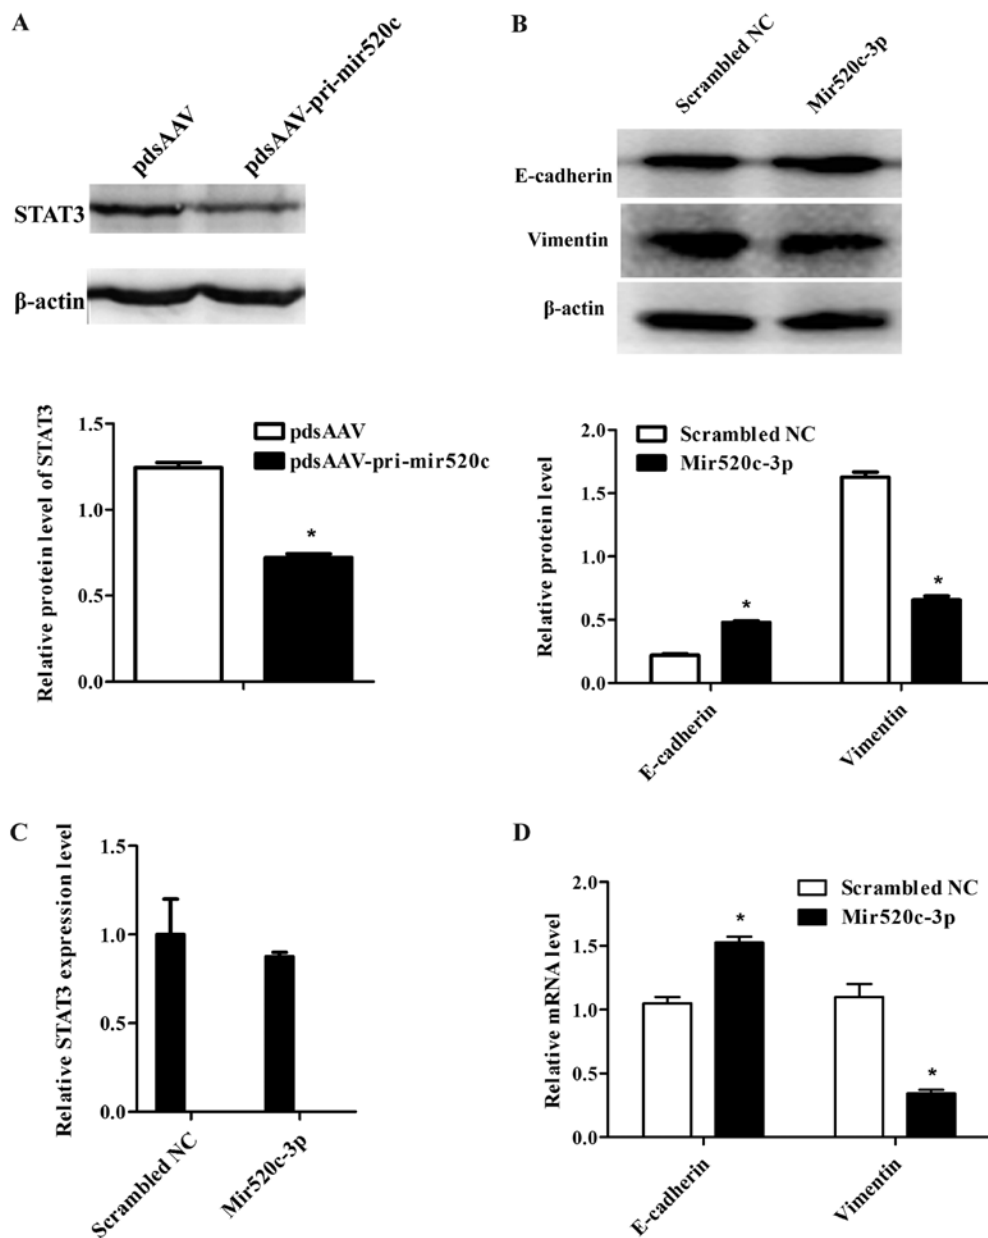 A
pdsAAV
pdsAAV-pri-mir520c
STAT3
β-actin
Relative protein level of STAT3
1.5
1.0
0.5
0.0
pdsAAV
pdsAAV-pri-mir520c
*
B
Scrambled NC
Mir520c-3p
E-cadherin
Vimentin
β-actin
Relative protein level
2.0
1.5
1.0
0.5
0.0
Scrambled NC
Mir520c-3p
*
*
E-cadherin
Vimentin
C
Relative STAT3 expression level
1.5
1.0
0.5
0.0
Scrambled NC
Mir520c-3p
D
Relative mRNA level
2.0
1.5
1.0
0.5
0.0
Scrambled NC
Mir520c-3p
*
*
E-cadherin
Vimentin